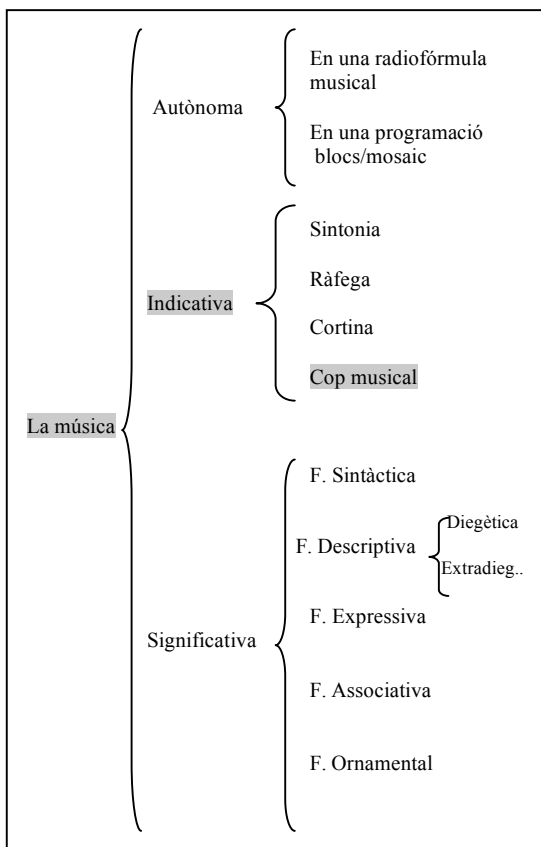 En una radiofórmula
musical
Autònoma
En una programació
blocs/mosaic
Sintonia
Ràfega
Indicativa
Cortina
Cop musical
La música
F. Sintàctica
Diegètica
F. Descriptiva
Extradieg..
F. Expressiva
Significativa
F. Associativa
F. Ornamental